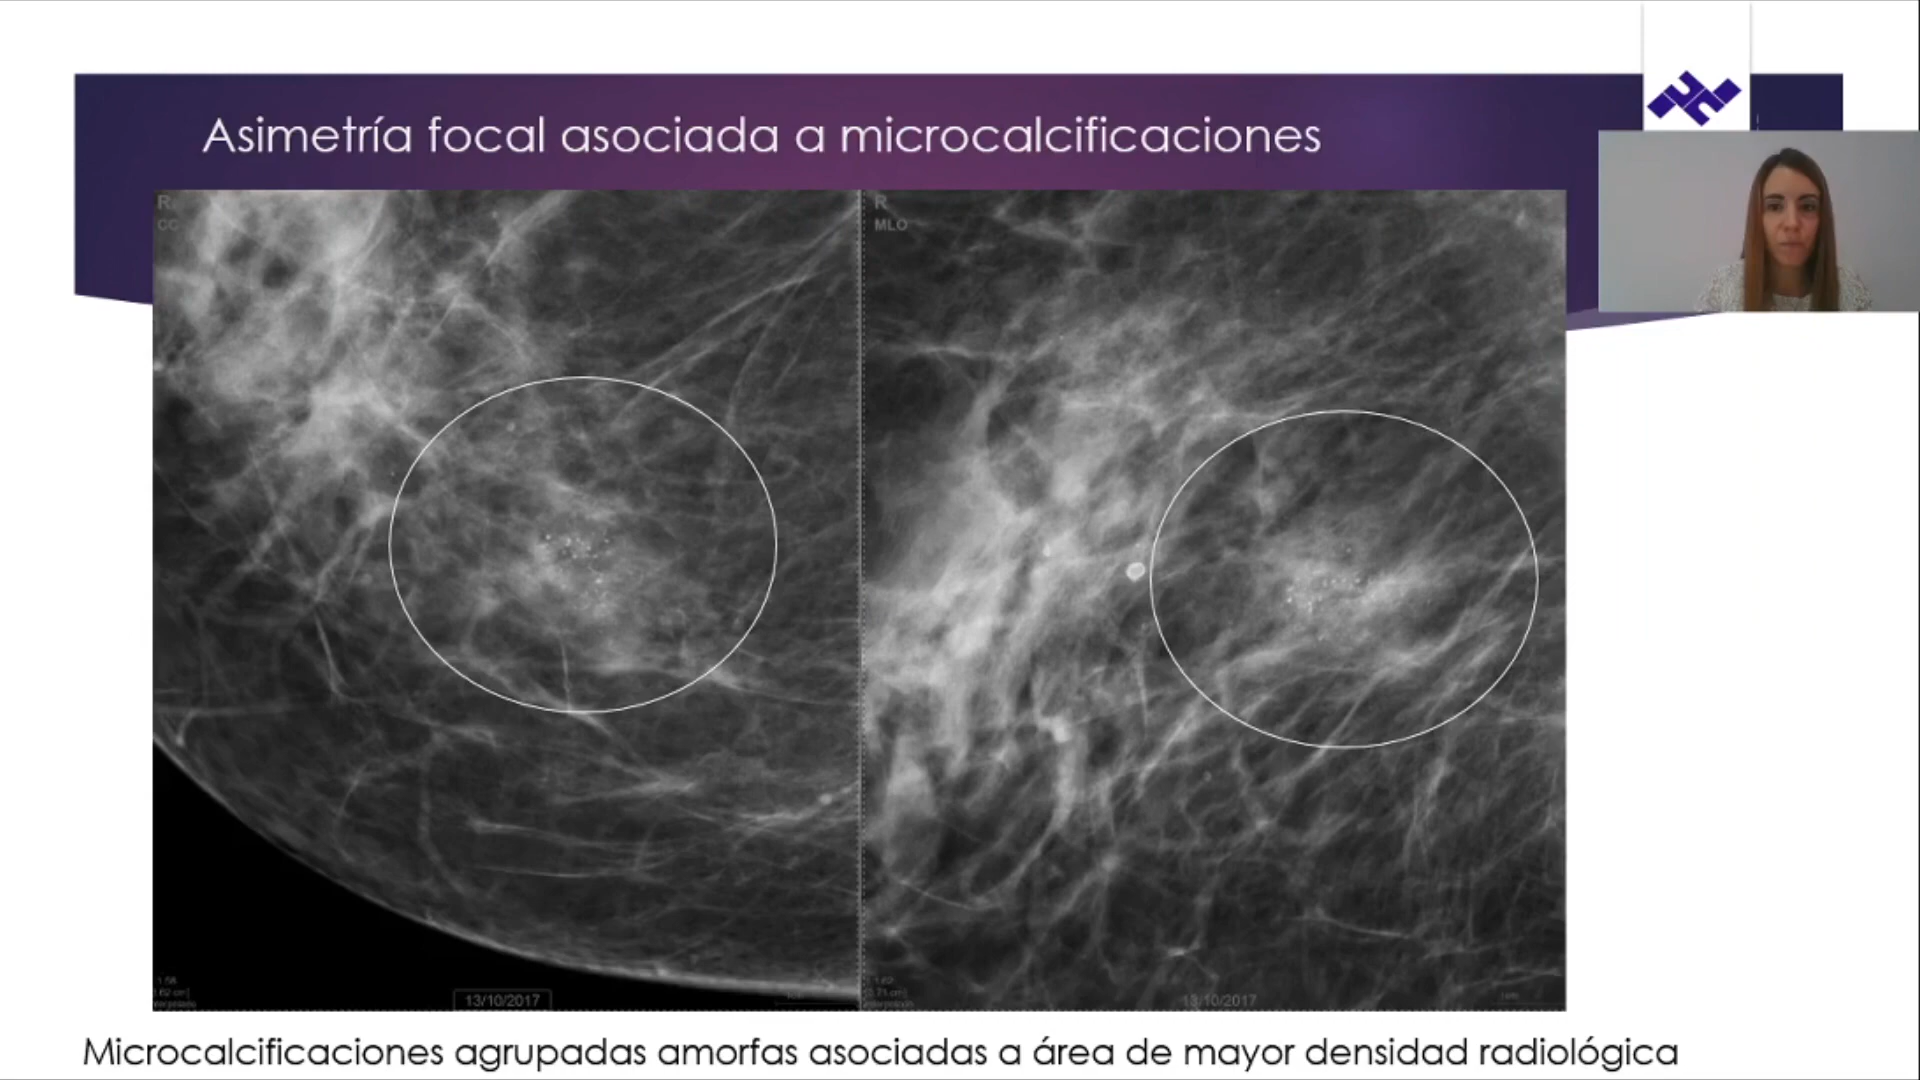 Asimetría focal asociada a microcalcificaciones
R
CC
R
MLO
13/10/2017
13/10/2017
Microcalcificaciones agrupadas amorfas asociadas a área de mayor densidad radiológica